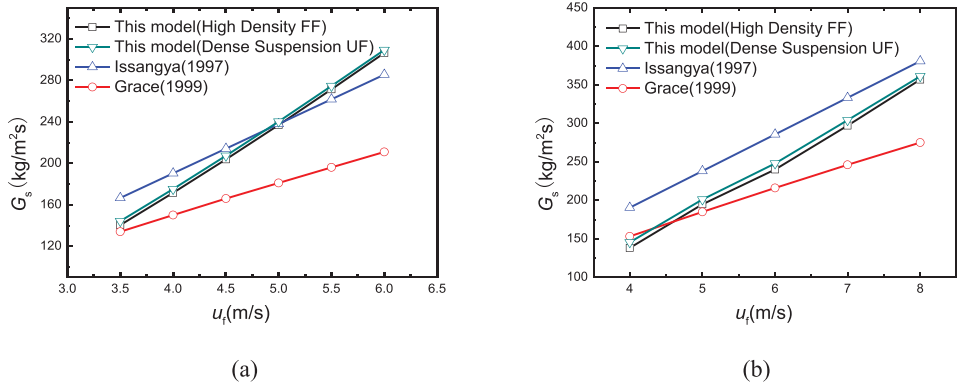 This model(High Density FF)
This model(Dense Suspension UF)
Issangya(1997)
Grace(1999)
320
280
240
200
160
120
Gs (kg/m²s)
3.0 3.5 4.0 4.5 5.0 5.5 6.0 6.5
uf(m/s)
(a)
This model(High Density FF)
This model(Dense Suspension UF)
Issangya(1997)
Grace(1999)
450
400
350
300
250
200
150
100
Gs (kg/m²s)
4 5 6 7 8
uf(m/s)
(b)